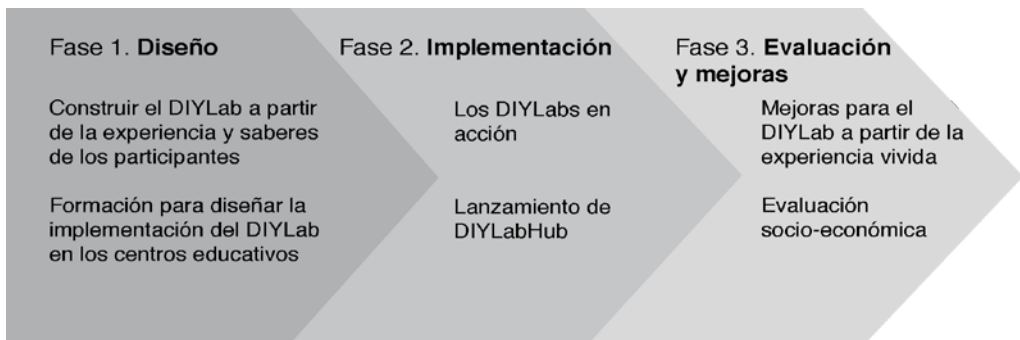 Fase 1. Diseño
Construir el DIYLab a partir
de la experiencia y saberes
de los participantes
Formación para diseñar la
implementación del DIYLab
en los centros educativos
Fase 2. Implementación
Los DIYLabs en
acción
Lanzamiento de
DIYLabHub
Fase 3. Evaluación
y mejoras
Mejoras para el
DIYLab a partir de la
experiencia vivida
Evaluación
socio-económica